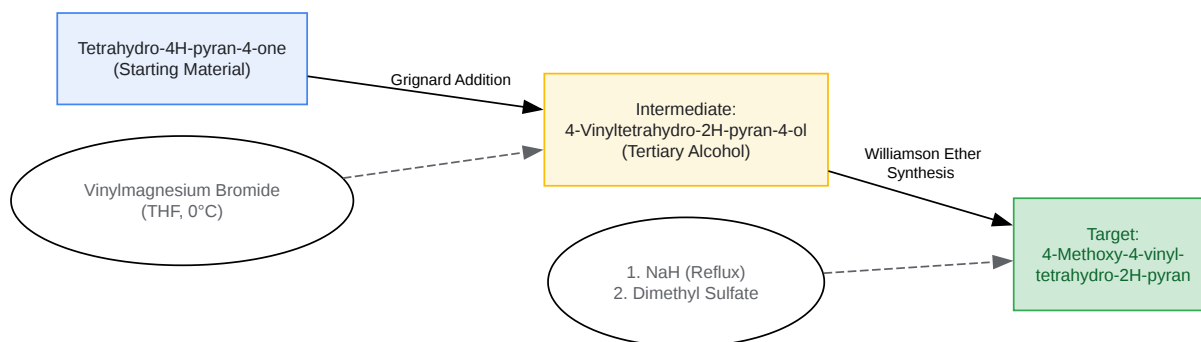 Tetrahydro-4H-pyran-4-one
(Starting Material)
Grignard Addition
Vinylmagnesium Bromide
(THF, 0°C)
Intermediate:
4-Vinyltetrahydro-2H-pyran-4-ol
(Tertiary Alcohol)
Williamson Ether
Synthesis
1. NaH (Reflux)
2. Dimethyl Sulfate
Target:
4-Methoxy-4-vinyl-
tetrahydro-2H-pyran